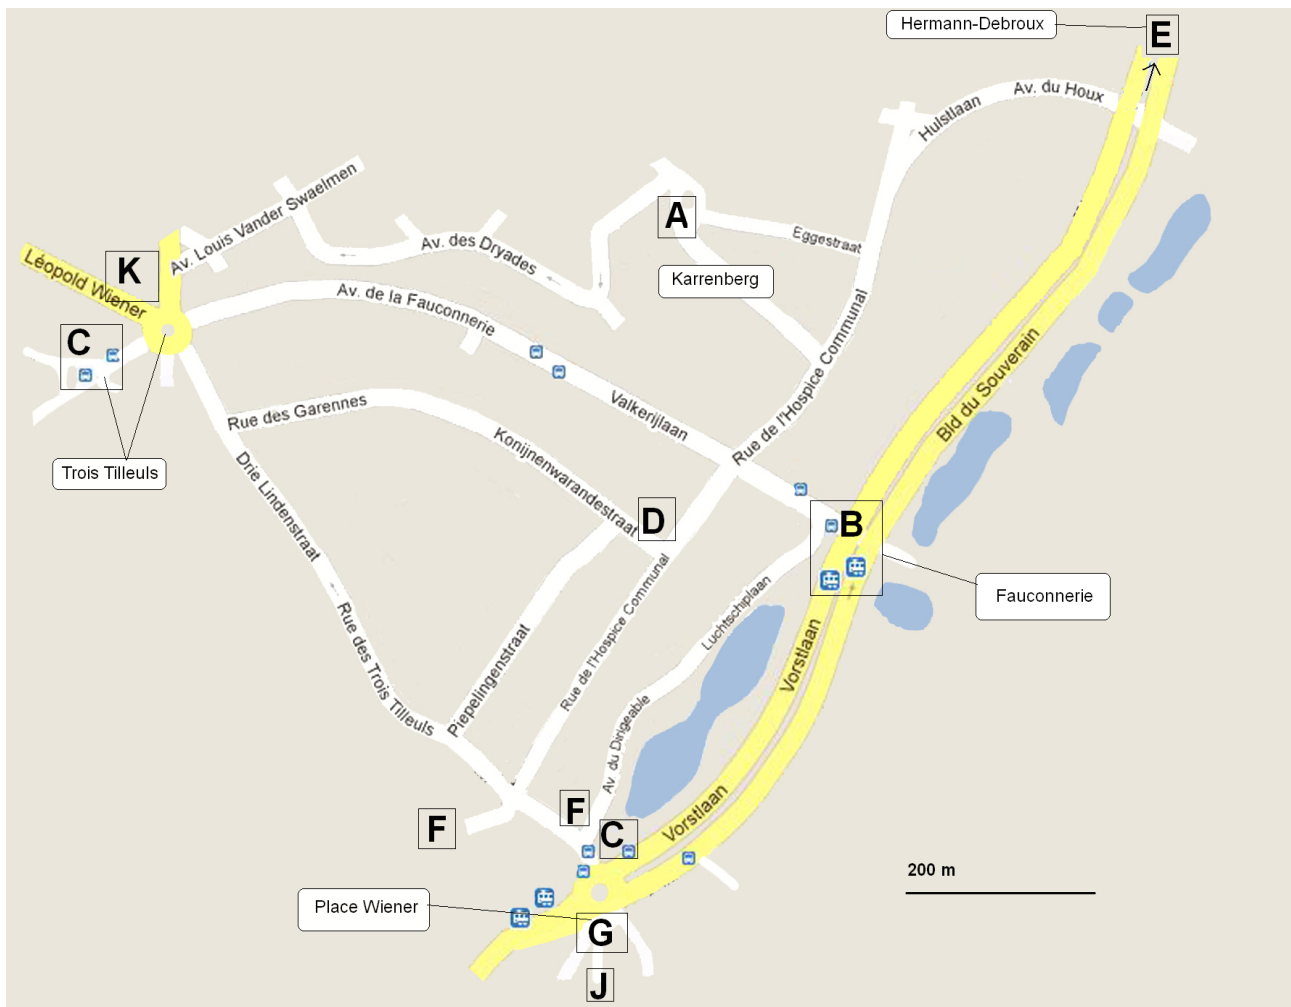 Hermann-Debroux
E
Av. du Houx
Hulstlaan
Av. Louis Vander Swaelmen
A
Eggestraat
Av. des Dryades
K
Léopold Wiener
Karrenberg
Av. de la Fauconnerie
C
Rue de l'Hospice Communal
Bld du Souverain
Valkerijlaan
Rue des Garennes
Trois Tilleuls
Konijnenwarandestraat
Drie Lindenstraat
D
B
Fauconnerie
Luchtschiplaan
Rue de l'Hospice Communal
Rue des Trois Tilleuls
Piepelingenstraat
Vorstlaan
Av. du Dirigeable
Vorstlaan
F
F
C
200 m
Place Wiener
G
J